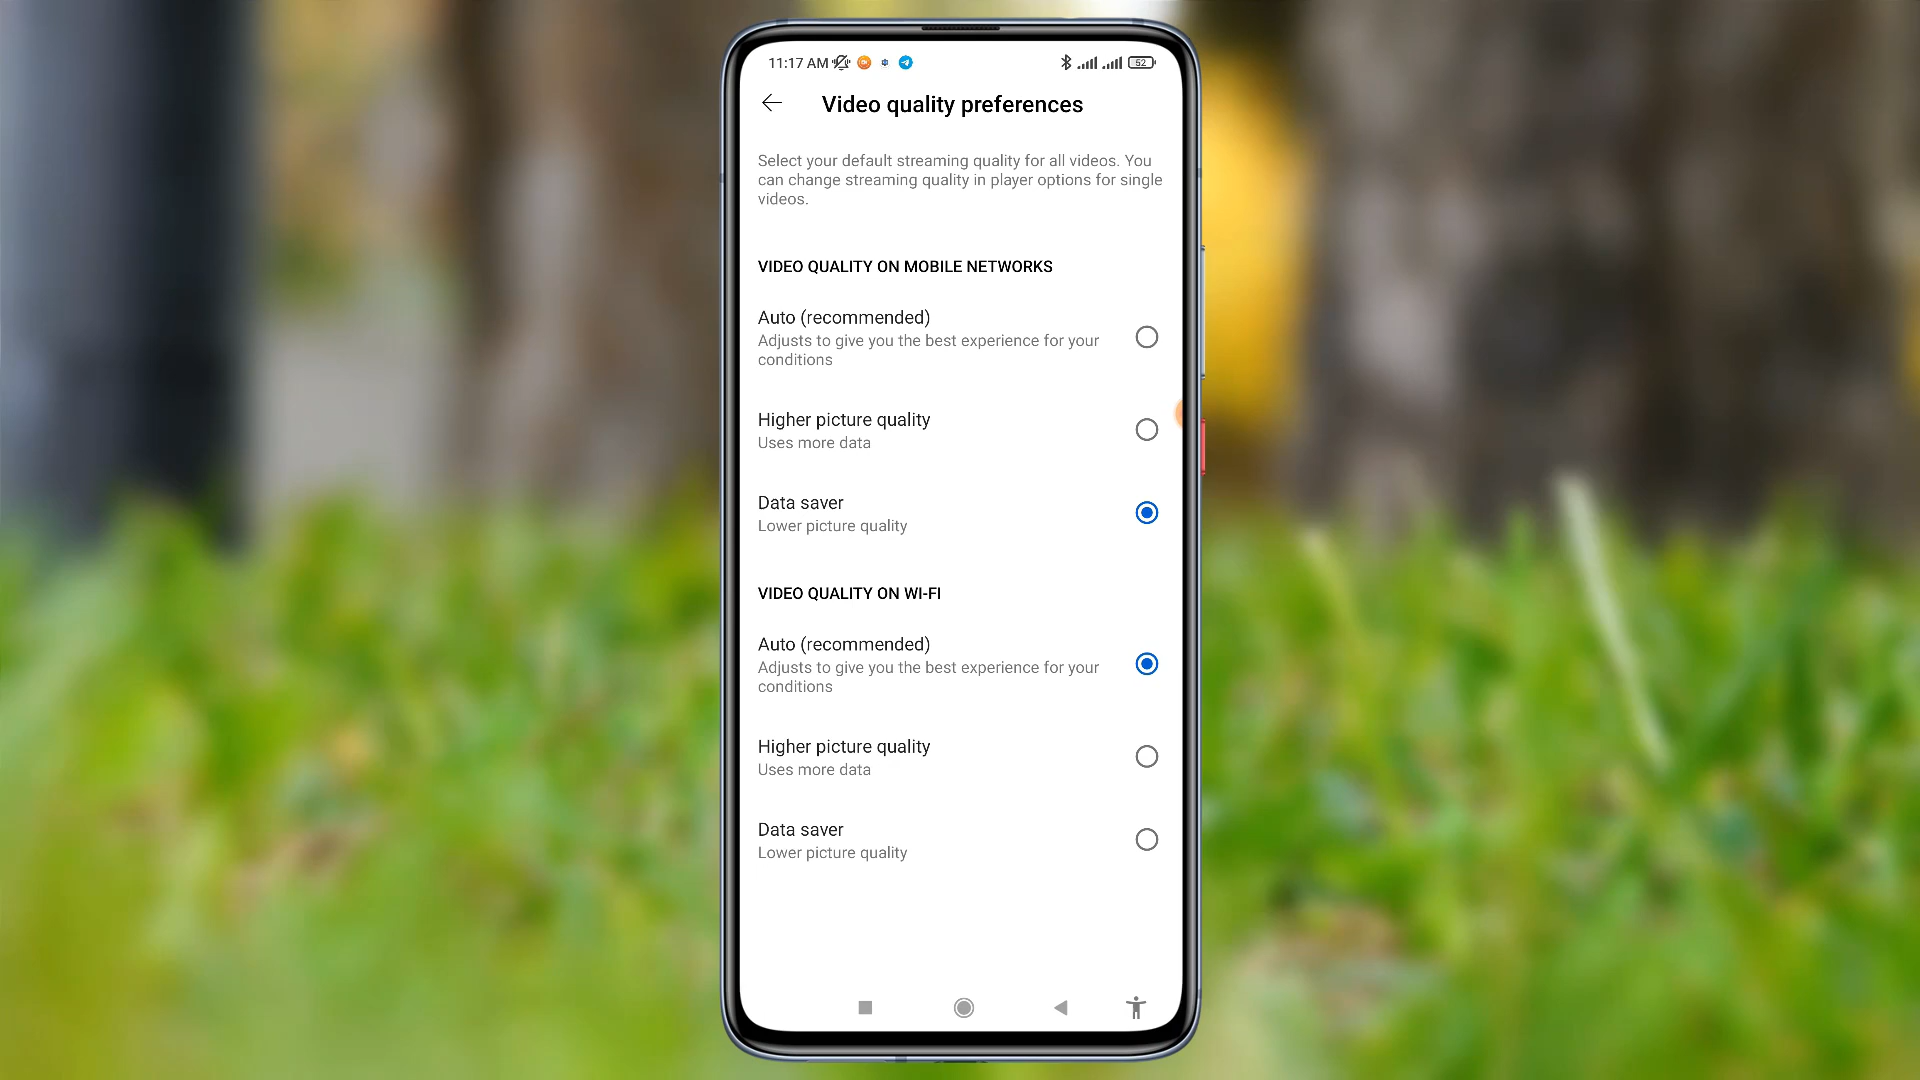 11:17 AM
52
Video quality preferences
Select your default streaming quality for all videos. You
can change streaming quality in player options for single
videos.
VIDEO QUALITY ON MOBILE NETWORKS
Auto (recommended)
Adjusts to give you the best experience for your
conditions
Higher picture quality
Uses more data
Data saver
Lower picture quality
VIDEO QUALITY ON WI-FI
Auto (recommended)
Adjusts to give you the best experience for your
conditions
Higher picture quality
Uses more data
Data saver
Lower picture quality